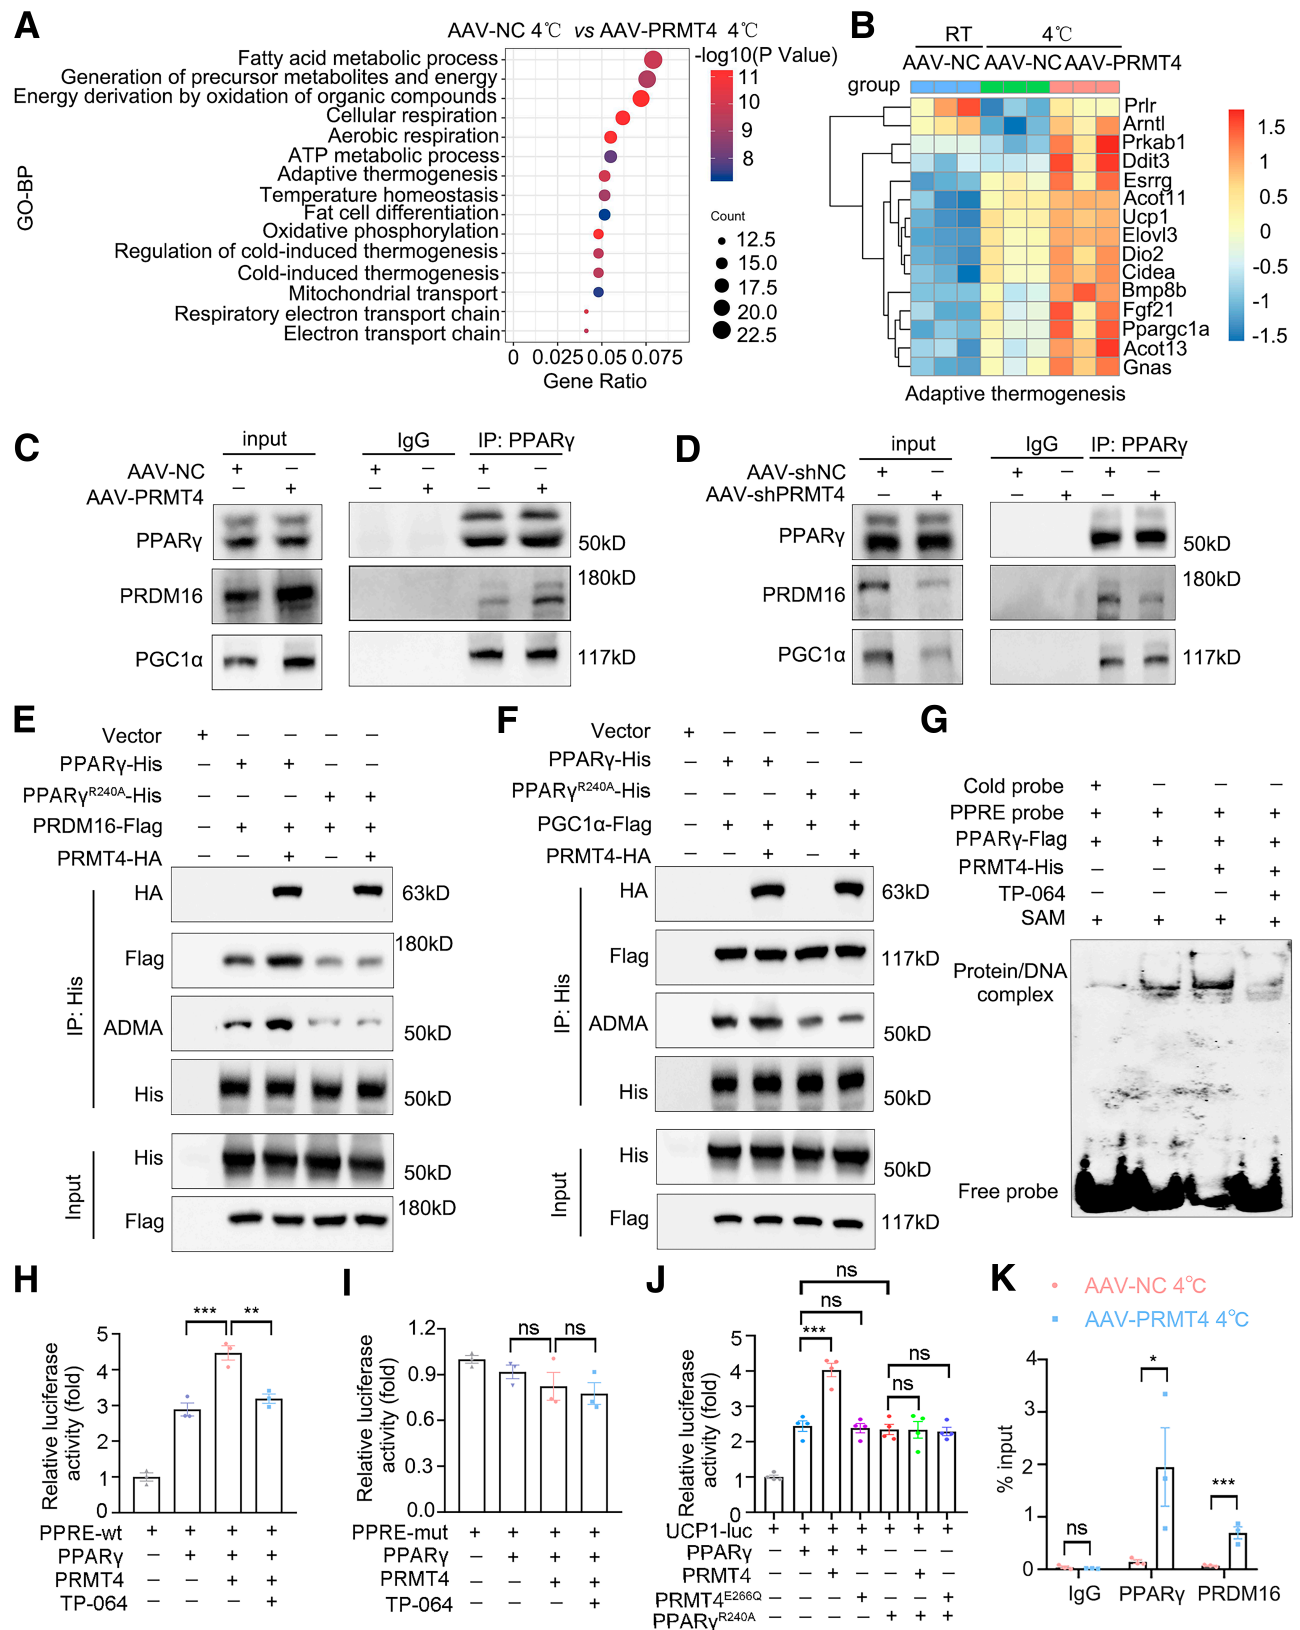 A
AAV-NC 4℃ vs AAV-PRMT4 4℃
GO-BP
Fatty acid metabolic process
Generation of precursor metabolites and energy
Energy derivation by oxidation of organic compounds
Cellular respiration
Aerobic respiration
ATP metabolic process
Adaptive thermogenesis
Temperature homeostasis
Fat cell differentiation
Oxidative phosphorylation
Regulation of cold-induced thermogenesis
Cold-induced thermogenesis
Mitochondrial transport
Respiratory electron transport chain
Electron transport chain
0 0.025 0.05 0.075
Gene Ratio
-log10(P Value)
11
10
9
8
Count
12.5
15.0
17.5
20.0
22.5
B
RT 4℃
AAV-NC AAV-NC AAV-PRMT4
group
Prlr
Arntl
Prkab1
Ddit3
Esrrg
Acot11
Ucp1
Elovl3
Dio2
Cidea
Bmp8b
Fgf21
Ppargc1a
Acot13
Gnas
1.5
1
0.5
0
-0.5
-1
-1.5
Adaptive thermogenesis
C
input IgG IP: PPARγ
AAV-NC + − + − + −
AAV-PRMT4 − + − + − +
PPARγ 50kD
PRDM16 180kD
PGC1α 117kD
D
input IgG IP: PPARγ
AAV-shNC + − + − + −
AAV-shPRMT4 − + − + − +
PPARγ 50kD
PRDM16 180kD
PGC1α 117kD
E
Vector + − − − −
PPARγ-His − + + − −
PPARγR240A-His − − − + +
PRDM16-Flag − + + + +
PRMT4-HA − − + − +
IP: His
HA 63kD
Flag 180kD
ADMA 50kD
His 50kD
Input
His 50kD
Flag 180kD
F
Vector + − − − −
PPARγ-His − + + − −
PPARγR240A-His − − − + +
PGC1α-Flag − + + + +
PRMT4-HA − − + − +
IP: His
HA 63kD
Flag 117kD
ADMA 50kD
His 50kD
Input
His 50kD
Flag 117kD
G
Cold probe + − − −
PPRE probe + + + +
PPARγ-Flag + + + +
PRMT4-His − − + +
TP-064 − − − +
SAM + + + +
Protein/DNA
complex
Free probe
H
Relative luciferase
activity (fold)
5
4
3
2
1
0
*** **
PPRE-wt + + + +
PPARγ − + + +
PRMT4 − − + +
TP-064 − − − +
I
Relative luciferase
activity (fold)
1.2
0.9
0.6
0.3
0.0
ns ns
PPRE-mut + + + +
PPARγ − + + +
PRMT4 − − + +
TP-064 − − − +
J
Relative luciferase
activity (fold)
5
4
3
2
1
0
ns
ns
***
ns
ns
UCP1-luc + + + + + + +
PPARγ − + + + − − −
PRMT4 − − + − − + −
PRMT4E266Q − − − + − − +
PPARγR240A − − − − + + +
K
AAV-NC 4℃
AAV-PRMT4 4℃
% input
4
3
2
1
0
ns * ***
IgG PPARγ PRDM16